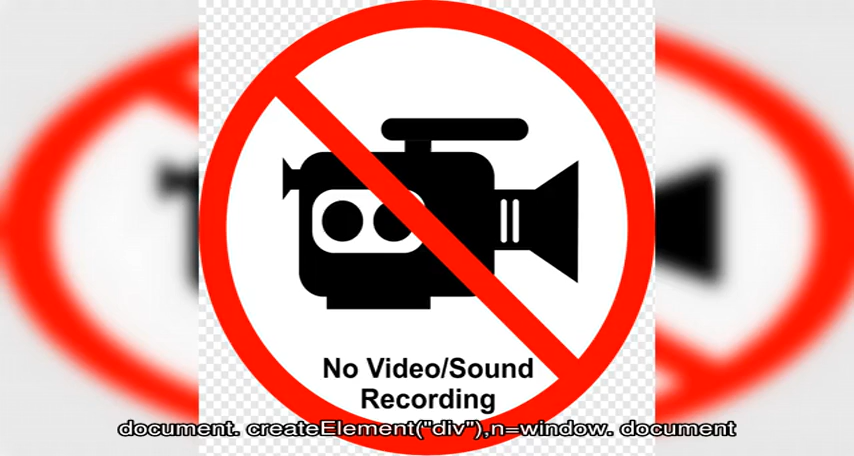 No Video/Sound
Recording
document. createElement("div"),n=window. document